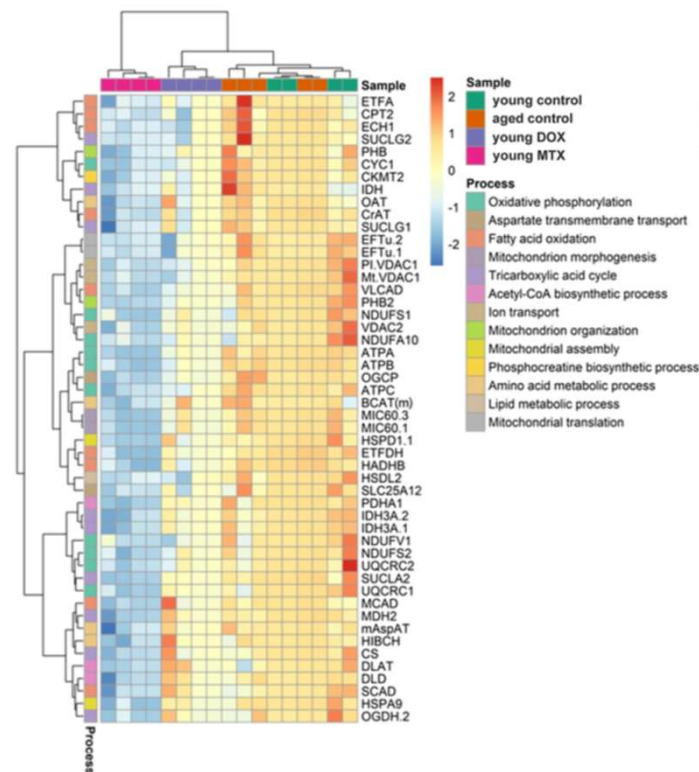 Sample
ETFA
CPT2
ECH1
SUCLG2
PHB
CYC1
CKMT2
IDH
OAT
CrAT
SUCLG1
EFTu.2
EFTu.1
Pl.VDAC1
Mt.VDAC1
VLCAD
PHB2
NDUFS1
VDAC2
NDUFA10
ATPA
ATPB
OGCP
ATPC
BCAT(m)
MIC60.3
MIC60.1
HSPD1.1
ETFDH
HADHB
HSDL2
SLC25A12
PDHA1
IDH3A.2
IDH3A.1
NDUFV1
NDUFS2
UQCRC2
SUCLA2
UQCRC1
MCAD
MDH2
mAspAT
HIBCH
CS
DLAT
DLD
SCAD
HSPA9
OGDH.2
Process
2
1
0
-1
-2
Sample
young control
aged control
young DOX
young MTX
Process
Oxidative phosphorylation
Aspartate transmembrane transport
Fatty acid oxidation
Mitochondrion morphogenesis
Tricarboxylic acid cycle
Acetyl-CoA biosynthetic process
Ion transport
Mitochondrion organization
Mitochondrial assembly
Phosphocreatine biosynthetic process
Amino acid metabolic process
Lipid metabolic process
Mitochondrial translation